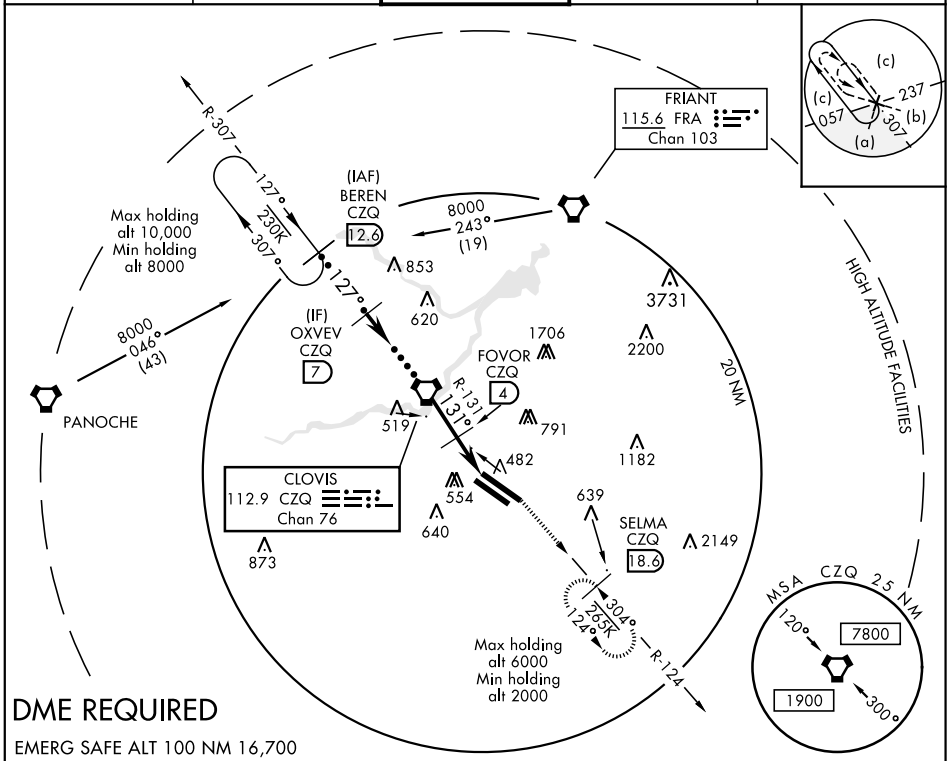 R-307
(c)
(c)
237
057
(b)
307
(a)
FRIANT
115.6 FRA
Chan 103
127°
230K
307°
(IAF)
BEREN
CZQ
12.6
8000
243°
(19)
Max holding
alt 10,000
Min holding
alt 8000
853
127°
3731
620
(IF)
OXVEV
CZQ
7
8000
046°
(43)
1706
2200
HIGH ALTITUDE FACILITIES
FOVOR
CZQ
4
20 NM
R-131
131°
PANOCHE
519
791
1182
482
CLOVIS
112.9 CZQ
Chan 76
554
639
640
SELMA
CZQ
18.6
2149
873
MSA CZQ 25 NM
120°
7800
304°
265K
124°
Max holding
alt 6000
Min holding
alt 2000
R-124
1900
300°
DME REQUIRED
EMERG SAFE ALT 100 NM 16,700